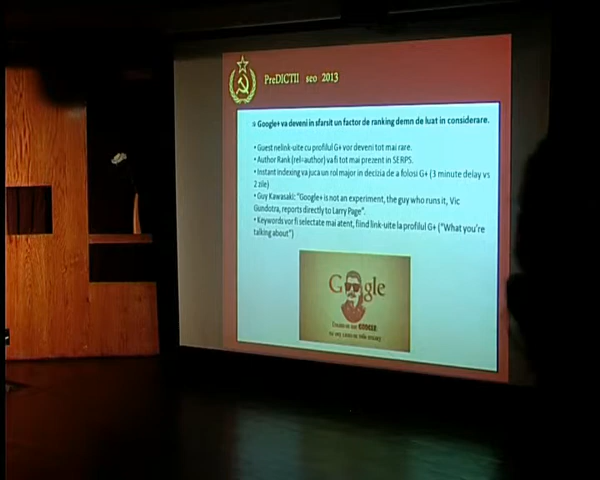 PreDICTII seo 2013
Google+ va deveni in sfarsit un factor de ranking demn de luat in considerare.
• Guest nelink-uite cu profilul G+ vor deveni tot mai rare.
• Author Rank (rel=author) va fi tot mai prezent in SERPS.
• Instant indexing va juca un rol major in decizia de a folosi G+ (3 minute delay vs
2 zile)
• Guy Kawasaki: "Google+ is not an experiment, the guy who runs it, Vic
Gundotra, reports directly to Larry Page".
• Keywords vor fi selectate mai atent, fiind link-uite la profilul G+ ("What you're
talking about")
Google
GOOGLE